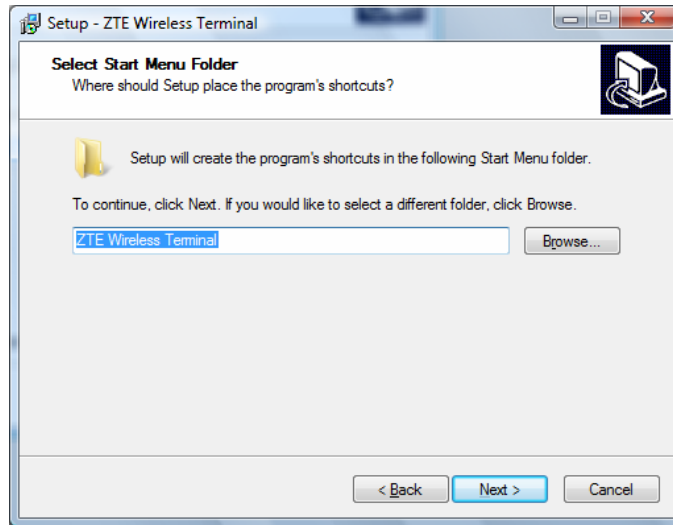 Setup - ZTE Wireless Terminal
Select Start Menu Folder
Where should Setup place the program's shortcuts?
Setup will create the program's shortcuts in the following Start Menu folder.
To continue, click Next. If you would like to select a different folder, click Browse.
ZTE Wireless Terminal
Browse...
< Back
Next >
Cancel